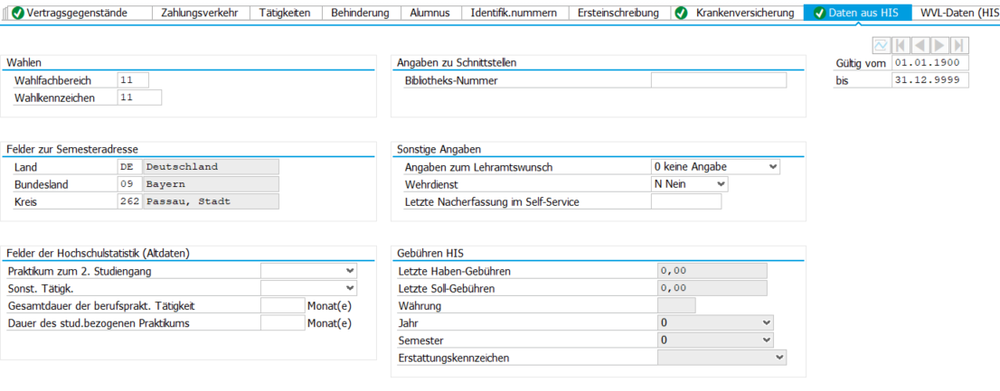 Vertragsgegenstände Zahlungsverkehr Tätigkeiten Behinderung Alumnus Identifik.nummern Ersteinschreibung Krankenversicherung Daten aus HIS WVL-Daten (HIS
Wahlen
Wahlfachbereich 11
Wahlkennzeichen 11
Angaben zu Schnittstellen
Bibliotheks-Nummer
Gültig vom 01.01.1900
bis 31.12.9999
Felder zur Semesteradresse
Land DE Deutschland
Bundesland 09 Bayern
Kreis 262 Passau, Stadt
Sonstige Angaben
Angaben zum Lehramtswunsch 0 keine Angabe
Wehrdienst N Nein
Letzte Nacherfassung im Self-Service
Felder der Hochschulstatistik (Altdaten)
Praktikum zum 2. Studiengang
Sonst. Tätigk.
Gesamtdauer der berufsprakt. Tätigkeit Monat(e)
Dauer des stud.bezogenen Praktikums Monat(e)
Gebühren HIS
Letzte Haben-Gebühren 0,00
Letzte Soll-Gebühren 0,00
Währung
Jahr 0
Semester 0
Erstattungskennzeichen